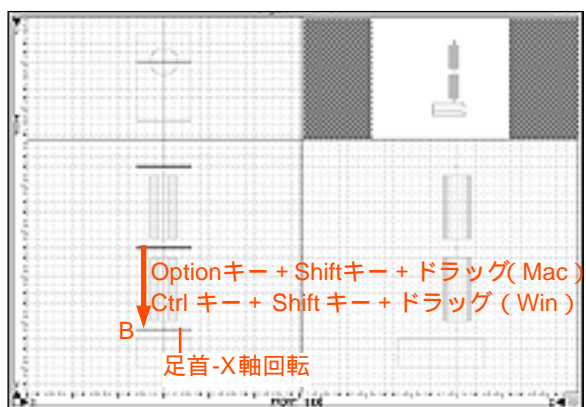 Optionキー + Shiftキー + ドラッグ( Mac )
Ctrl キー + Shift キー + ドラッグ ( Win )
B
足首-X軸回転